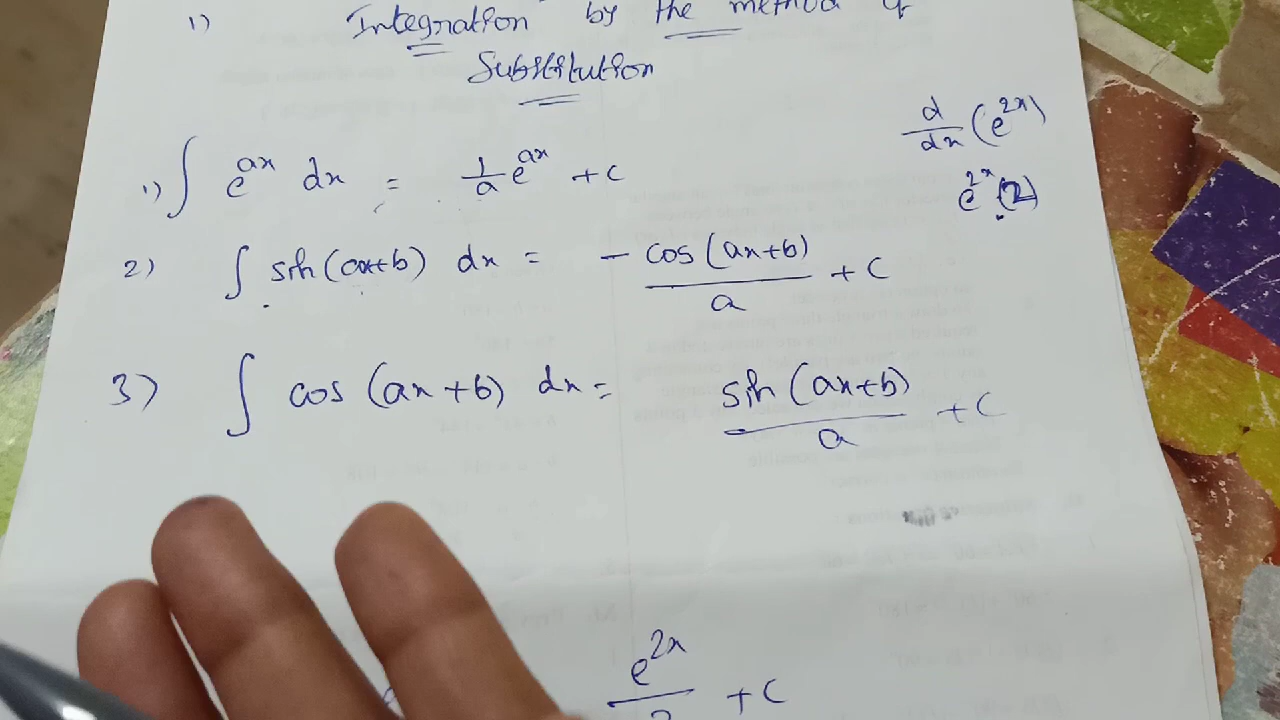 1) Integration by the method of
Substitution
1) ∫ e^{ax} dx = 1/a e^{ax} + c
d/dx (e^{2x})
e^{2x} (2)
2) ∫ sin(ax+b) dx = - cos(ax+b)/a + c
3) ∫ cos(ax+b) dx = sin(ax+b)/a + c
e^{2x}/2 + c